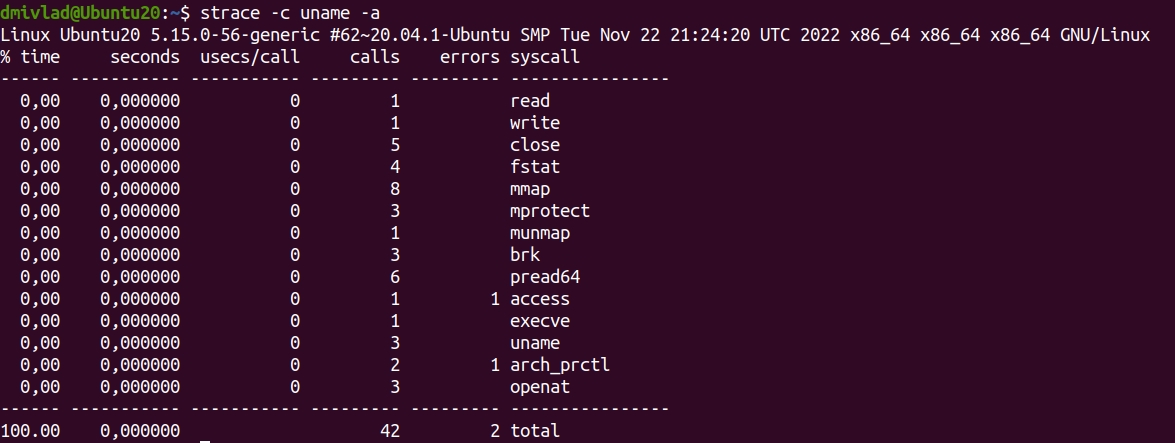 dmivlad@Ubuntu20:~$ strace -c uname -a
Linux Ubuntu20 5.15.0-56-generic #62~20.04.1-Ubuntu SMP Tue Nov 22 21:24:20 UTC 2022 x86_64 x86_64 x86_64 GNU/Linux
% time     seconds  usecs/call     calls    errors syscall
------ ----------- ----------- --------- --------- ----------------
  0,00    0,000000           0         1           read
  0,00    0,000000           0         1           write
  0,00    0,000000           0         5           close
  0,00    0,000000           0         4           fstat
  0,00    0,000000           0         8           mmap
  0,00    0,000000           0         3           mprotect
  0,00    0,000000           0         1           munmap
  0,00    0,000000           0         3           brk
  0,00    0,000000           0         6           pread64
  0,00    0,000000           0         1         1 access
  0,00    0,000000           0         1           execve
  0,00    0,000000           0         3           uname
  0,00    0,000000           0         2         1 arch_prctl
  0,00    0,000000           0         3           openat
------ ----------- ----------- --------- --------- ----------------
100.00    0,000000                    42         2 total